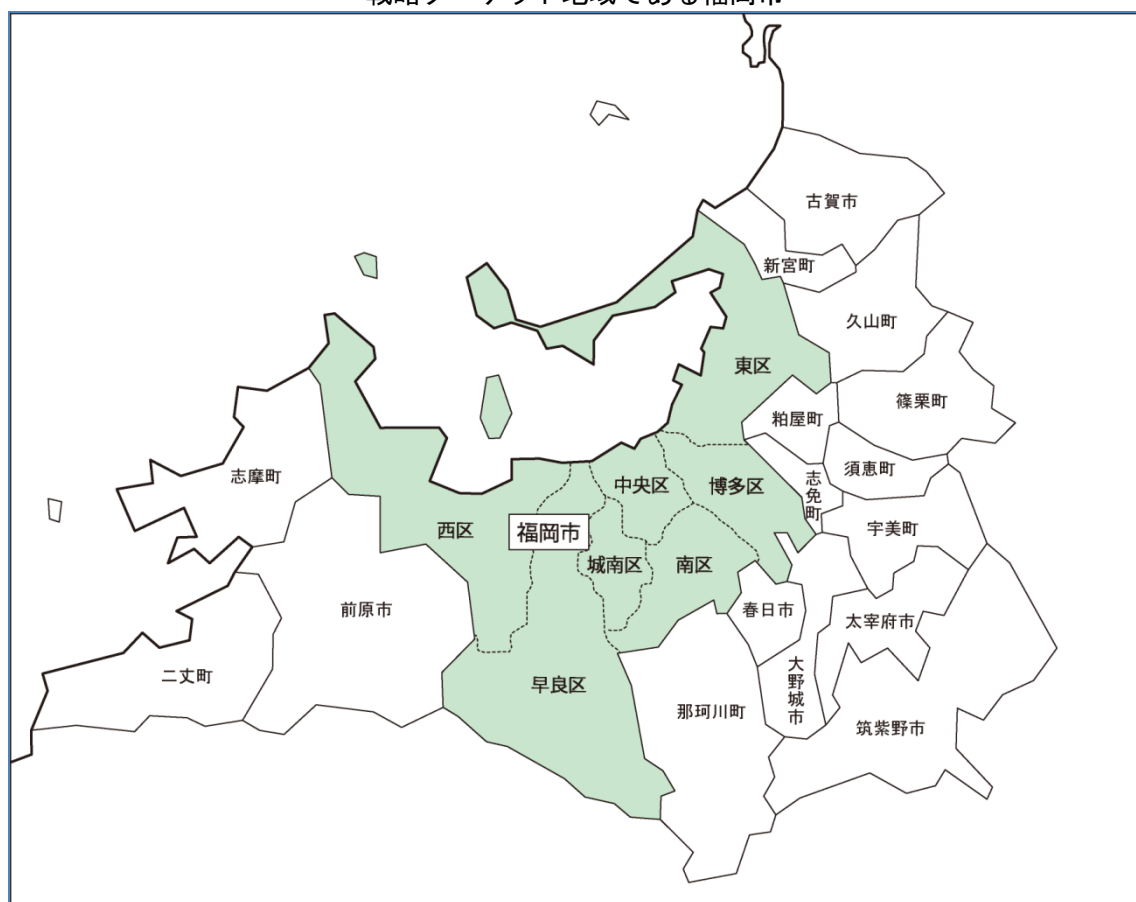 古賀市
新宮町
久山町
東区
篠栗町
粕屋町
志摩町
須恵町
志免町
中央区
博多区
宇美町
西区
福岡市
城南区
南区
前原市
春日市
太宰府市
二丈町
早良区
大野城市
那珂川町
筑紫野市